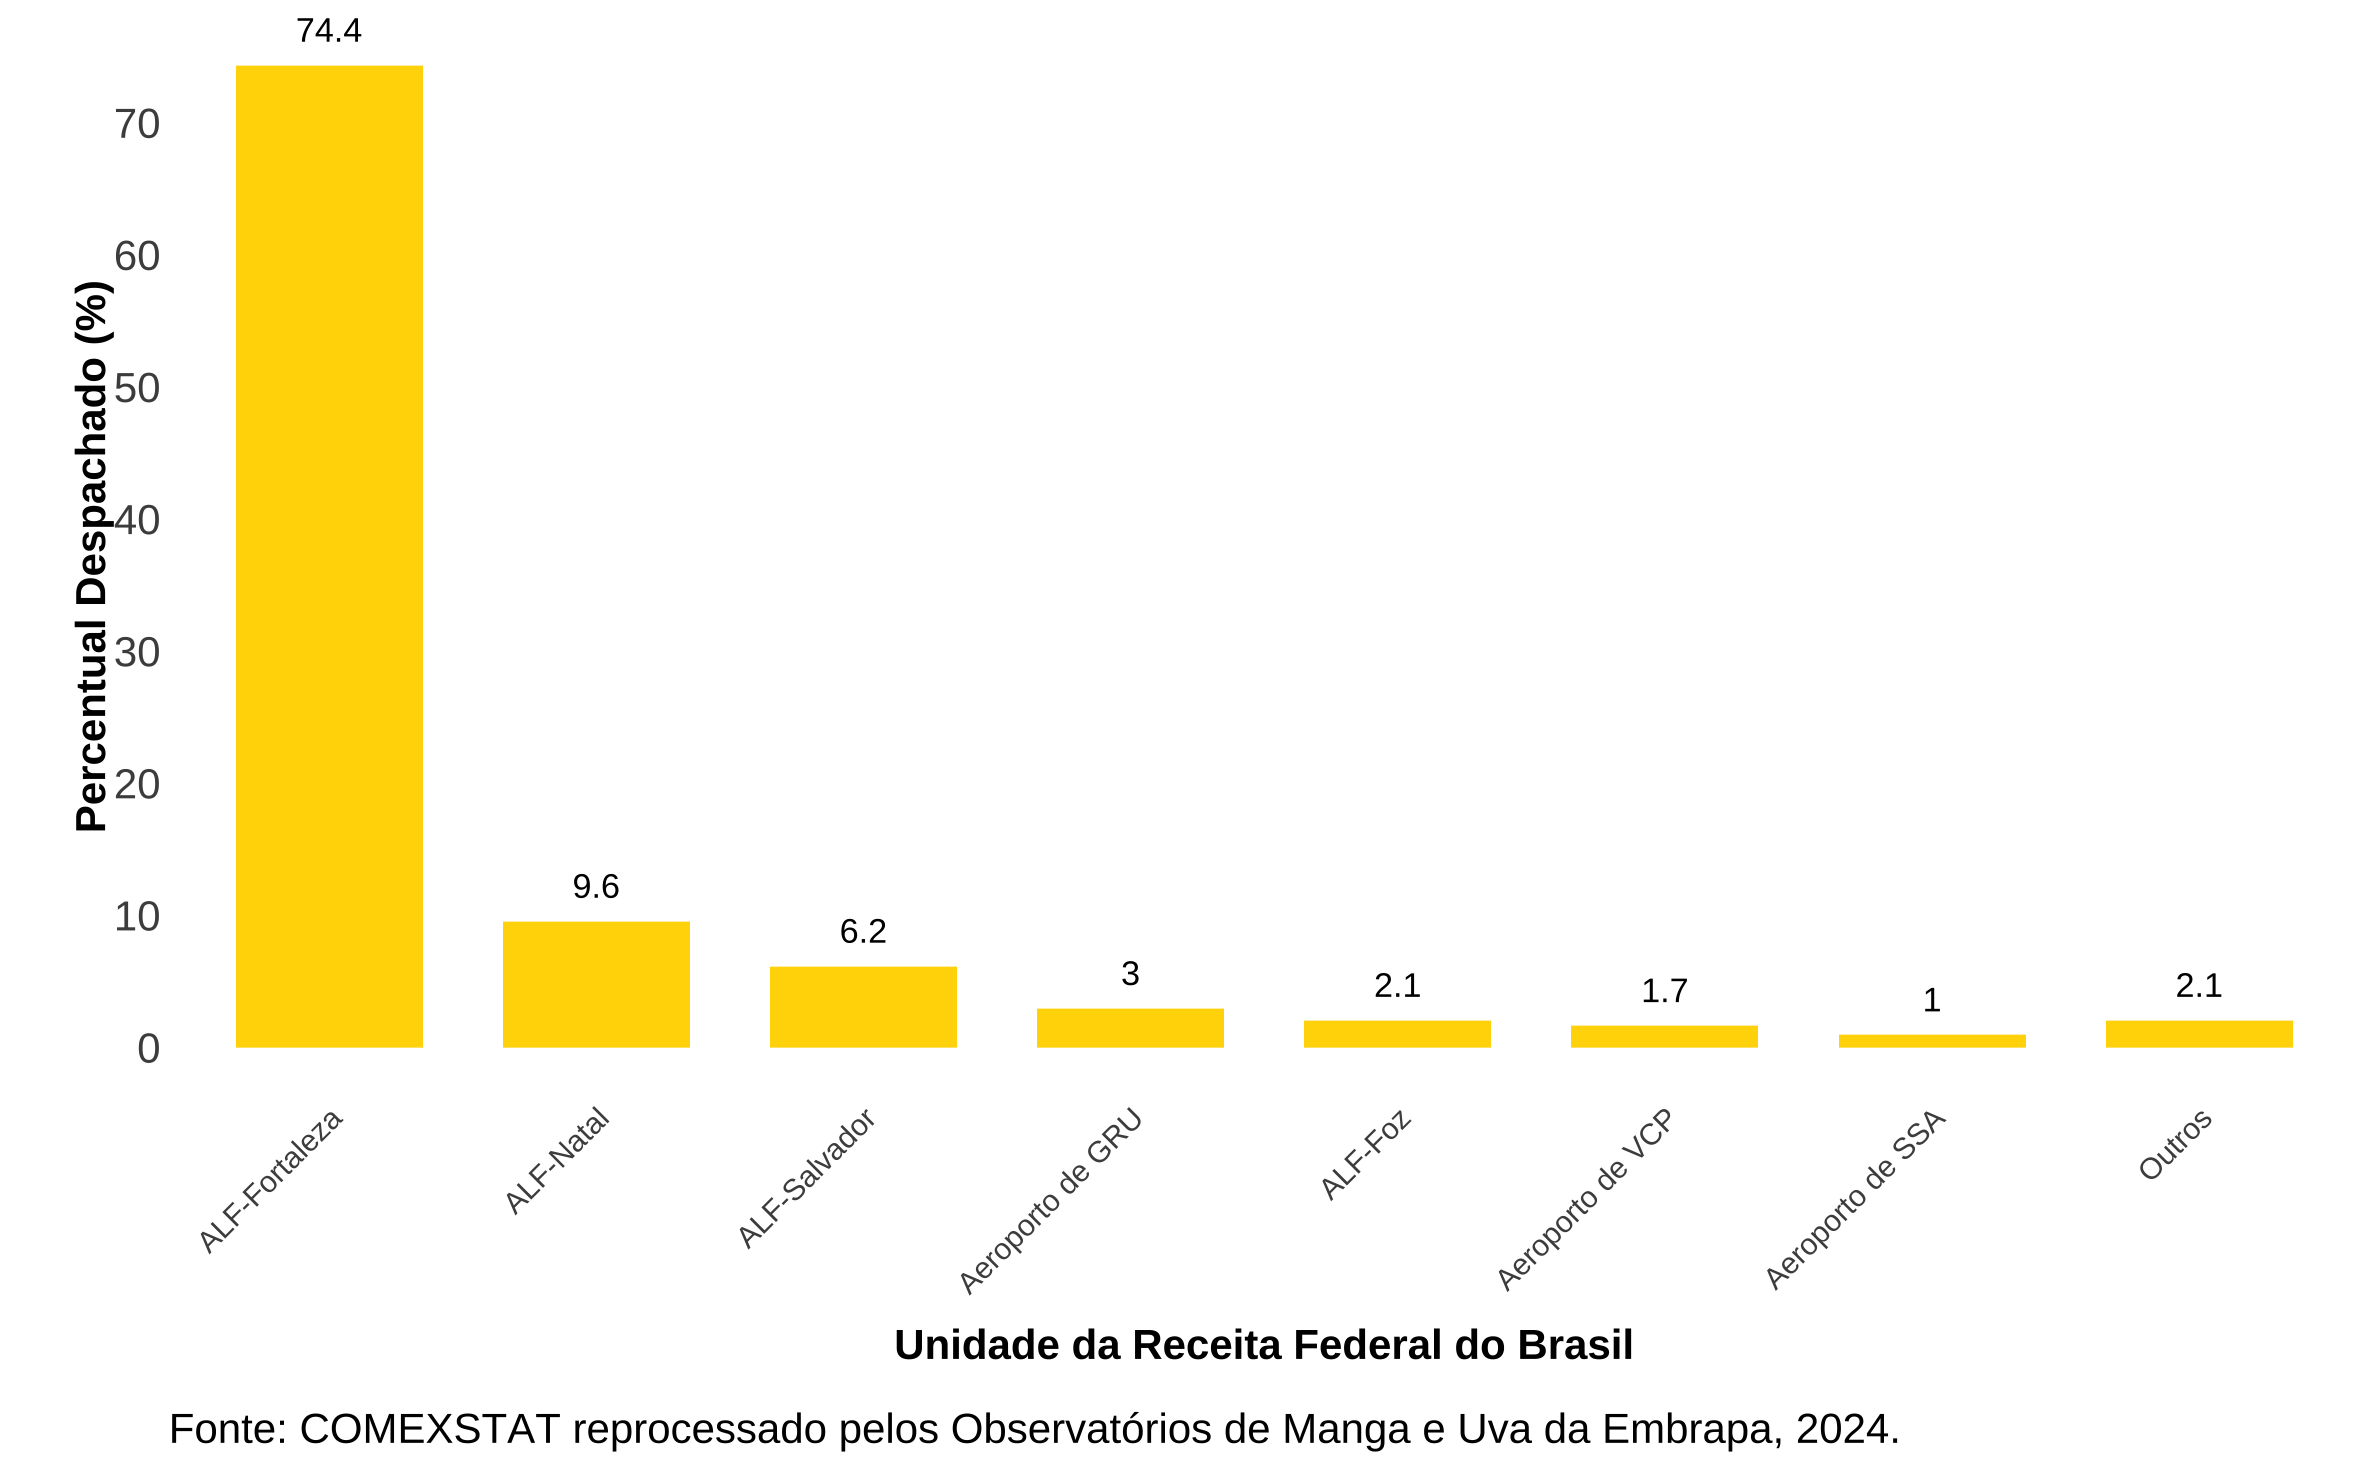 74.4
70
60
50
40
30
20
10
0
Percentual Despachado (%)
9.6
6.2
3
2.1
1.7
1
2.1
ALF-Fortaleza
ALF-Natal
ALF-Salvador
Aeroporto de GRU
ALF-Foz
Aeroporto de VCP
Aeroporto de SSA
Outros
Unidade da Receita Federal do Brasil
Fonte: COMEXSTAT reprocessado pelos Observatórios de Manga e Uva da Embrapa, 2024.